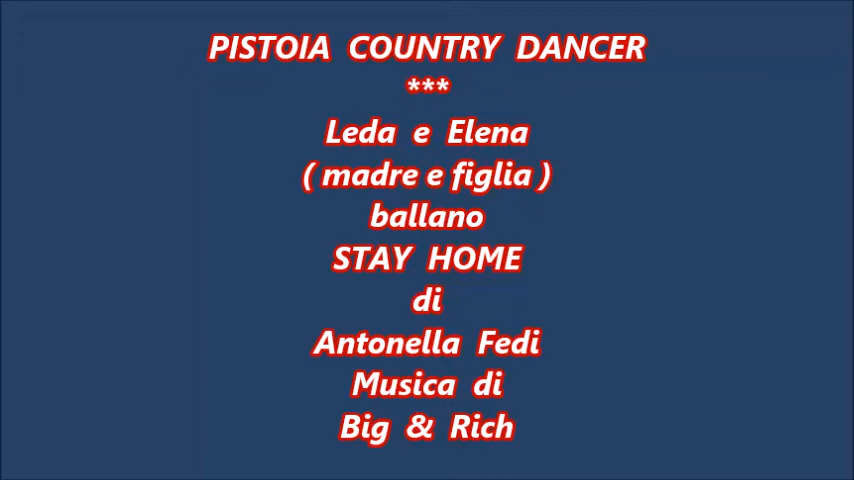 PISTOIA COUNTRY DANCER
***
Leda e Elena
( madre e figlia )
ballano
STAY HOME
di
Antonella Fedi
Musica di
Big & Rich